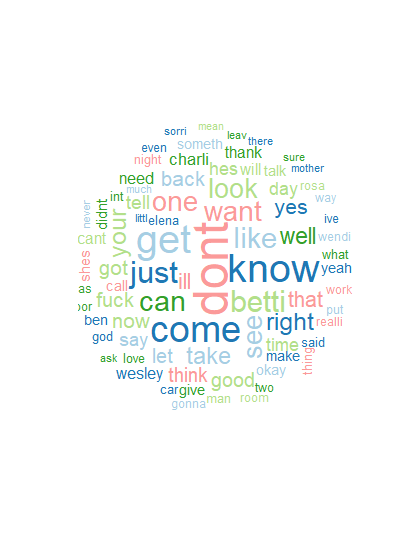 mean
sorri
leav
there
even
someth
night
charli
thank
sure
need
back
hes
will
talk
mother
much
int
tell
look
day
rosa
never
didnt
your
little
elena
one
want
yes
way
ive
cant
get
dont
like
well
wendi
what
shes
got
just
ill
know
yeah
as
call
oor
fuck
can
betti
that
work
ben
now
come
see
right
put
realli
god
say
time
said
ask
love
let
take
make
thing
wesley
think
good
okay
car
give
two
gonna
man
room